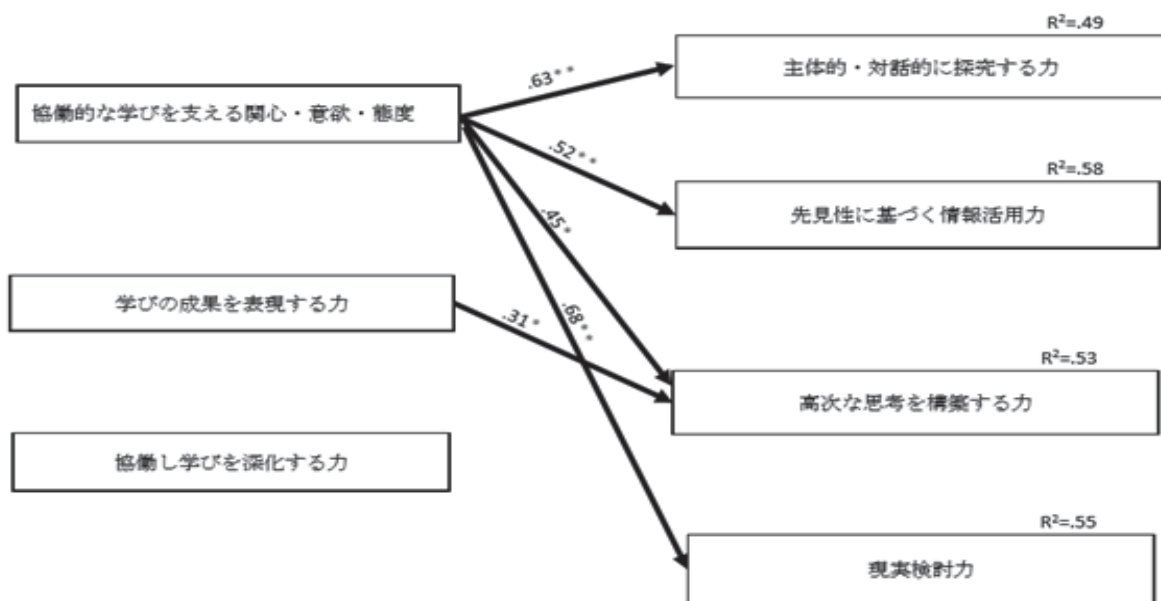 R²=.49
主体的・対話的に探究する力
.63**
協働的な学びを支える関心・意欲・態度
.52**
R²=.58
先見性に基づく情報活用力
.45*
学びの成果を表現する力
.31*
.68**
R²=.53
高次な思考を構築する力
協働し学びを深化する力
R²=.55
現実検討力